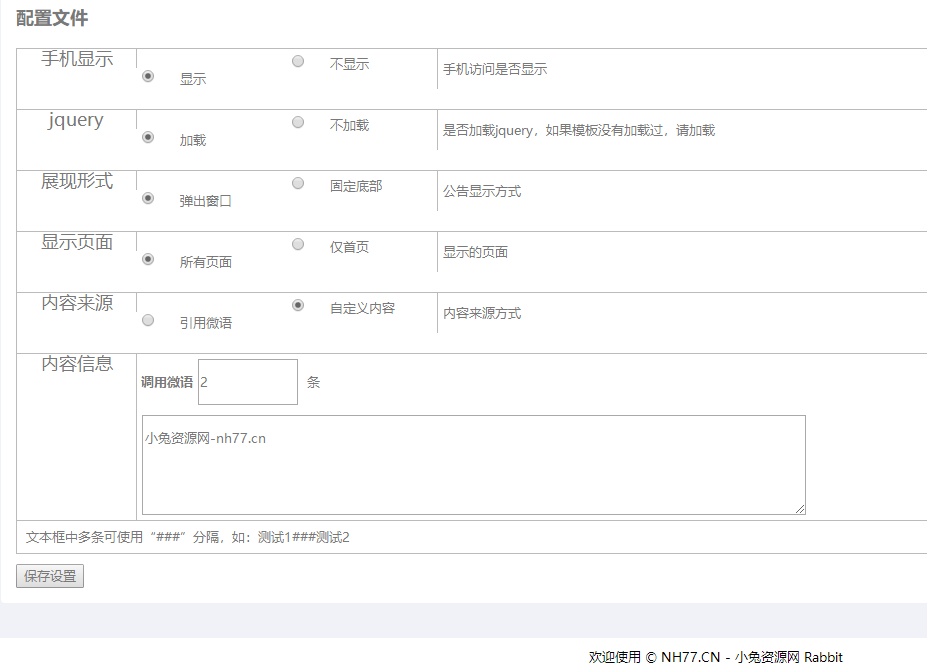 配置文件
手机显示 显示 不显示 手机访问是否显示
jquery 加载 不加载 是否加载jquery，如果模板没有加载过，请加载
展现形式 弹出窗口 固定底部 公告显示方式
显示页面 所有页面 仅首页 显示的页面
内容来源 引用微语 自定义内容 内容来源方式
内容信息 调用微语 2 条
小兔资源网-nh77.cn
文本框中多条可使用“###”分隔，如：测试1###测试2
保存设置
欢迎使用 © NH77.CN - 小兔资源网 Rabbit